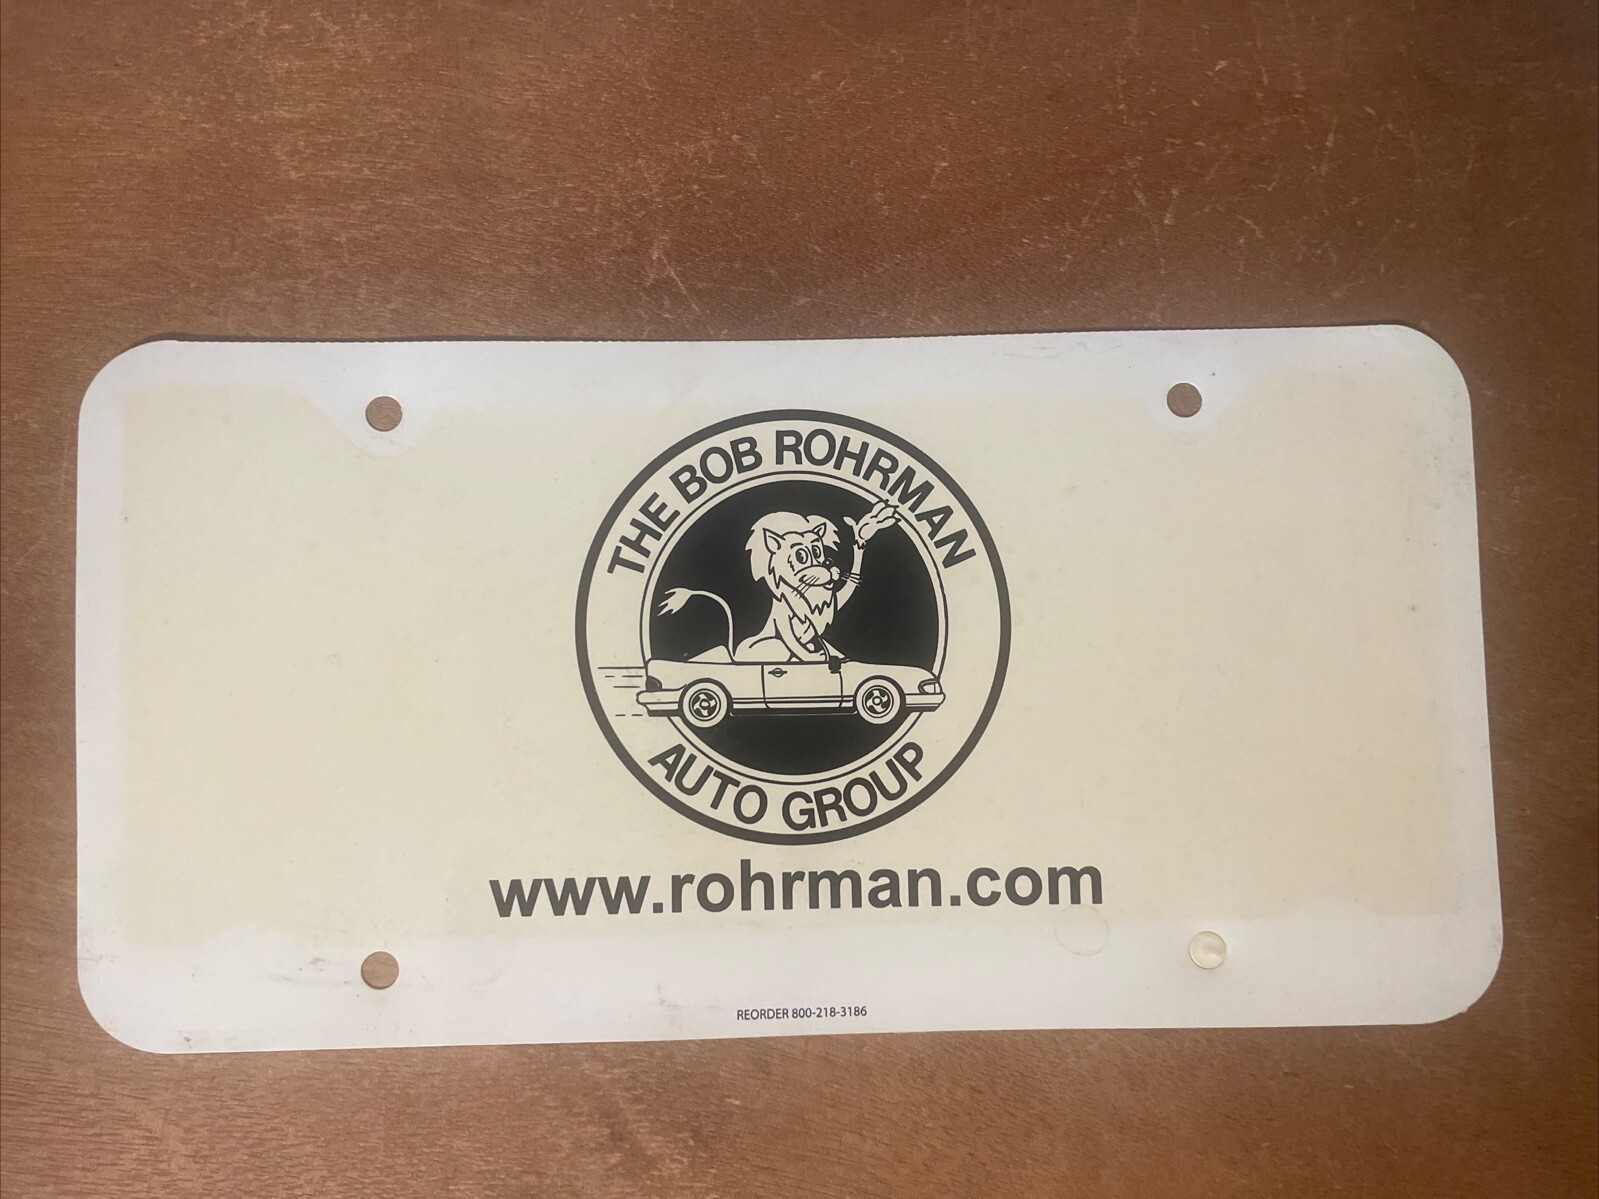 THE BOB ROHRMAN
AUTO GROUP
www.rohrman.com
REORDER 800-218-3186